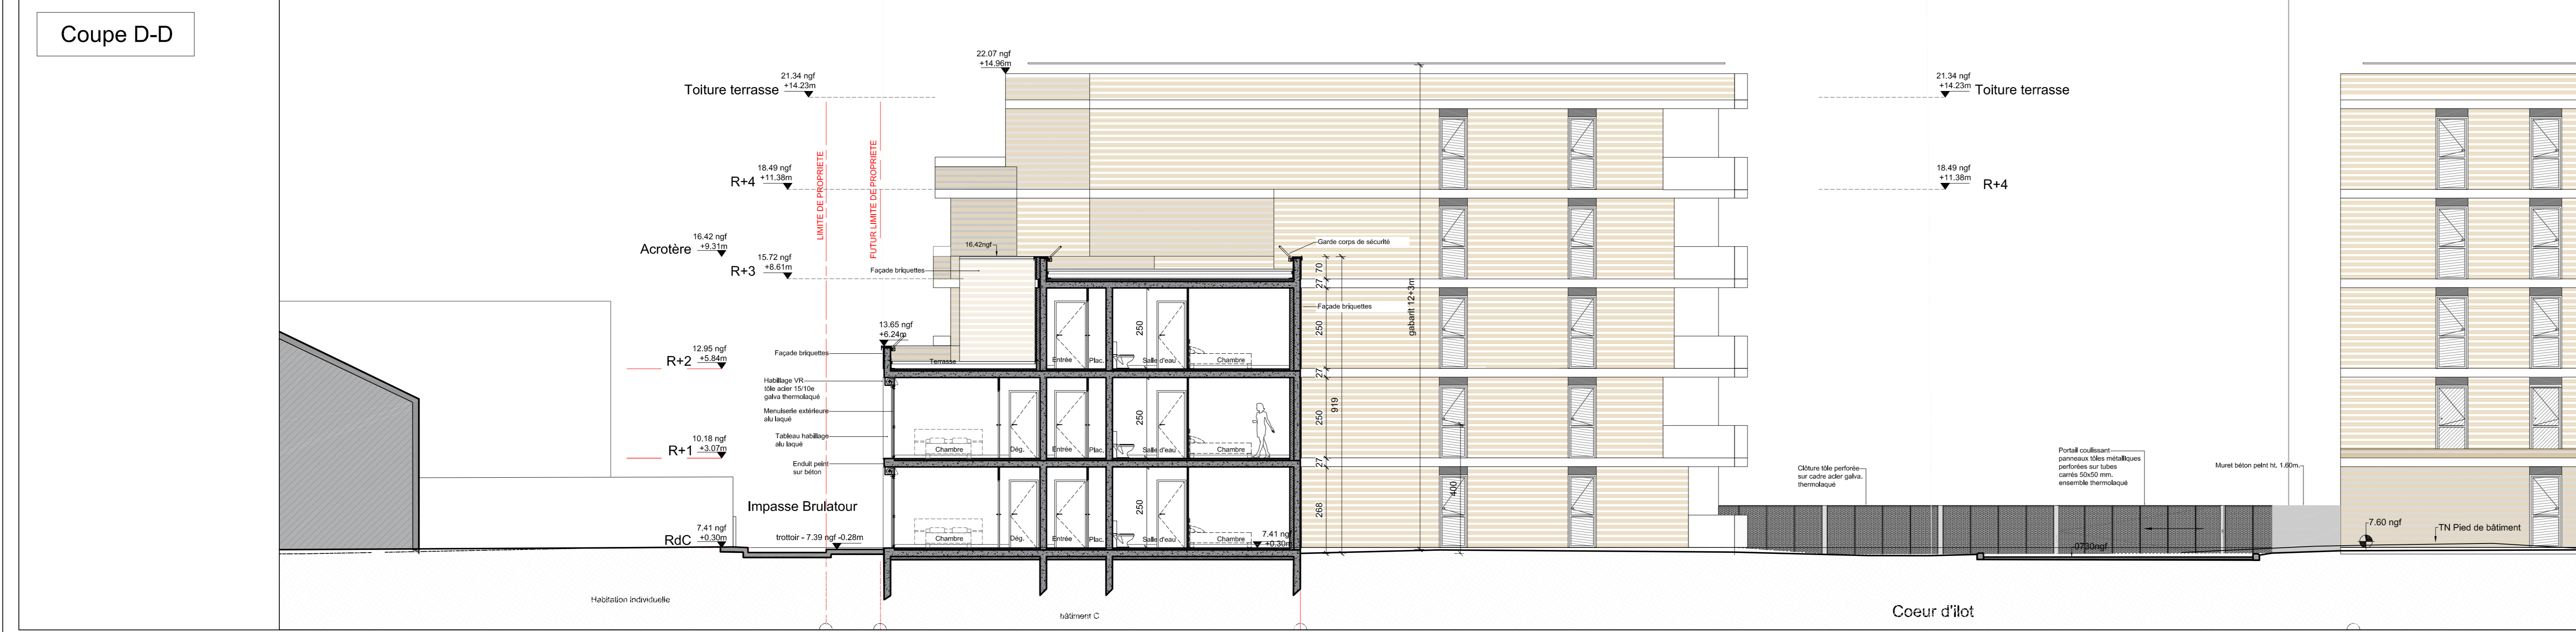 Coupe D-D
22.07 ngf
+14.96m
21.34 ngf
+14.23m
Toiture terrasse
21.34 ngf
+14.23m
Toiture terrasse
LIMITE DE PROPRIETE
FUTUR LIMITE DE PROPRIETE
18.49 ngf
+11.38m
R+4
18.49 ngf
+11.38m
R+4
16.42 ngf
+9.31m
Acrotère
16.42ngf
Garde corps de sécurité
15.72 ngf
+8.61m
R+3
Façade briquettes
70
27
gabarit 12+3m
Façade briquettes
250
250
13.65 ngf
+6.24m
12.95 ngf
+5.84m
R+2
Façade briquettes
Terrasse
Entrée
Plac.
Salle d'eau
Chambre
27
Habillage VR
tôle acier 15/10e
galva thermolaqué
Menuiserie extérieure
alu laqué
Tableau habillage
alu laqué
250
250
919
10.18 ngf
+3.07m
R+1
Chambre
Dég.
Entrée
Plac.
Salle d'eau
Chambre
Enduit peint
sur béton
27
400
Clôture tôle perforée
sur cadre acier galva.
thermolaqué
Portail coulissant
panneaux tôles métalliques
perforées sur tubes
carrés 50x50 mm.
ensemble thermolaqué
Muret béton peint ht. 1.60m.
Impasse Brulatour
250
268
7.41 ngf
+0.30m
RdC
trottoir - 7.39 ngf -0.28m
Chambre
Dég.
Entrée
Plac.
Salle d'eau
Chambre
7.41 ngf
+0.30m
0730ngf
7.60 ngf
TN Pied de bâtiment
Habitation individuelle
bâtiment C
Coeur d'ilot